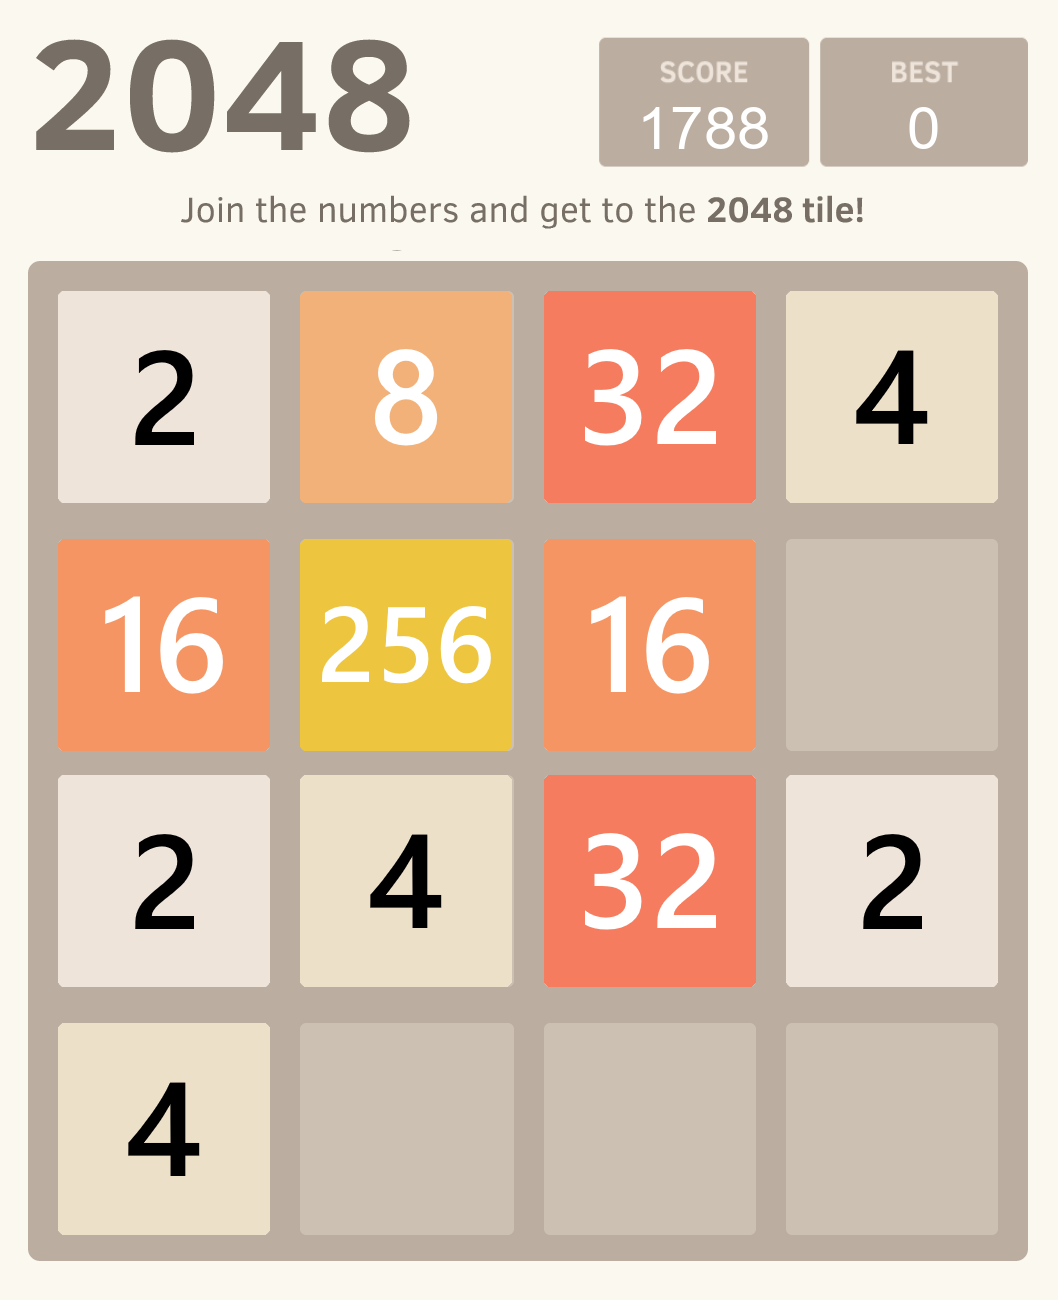 2048
SCORE BEST
1788 0
Join the numbers and get to the 2048 tile!
2 8 32 4
16 256 16
2 4 32 2
4